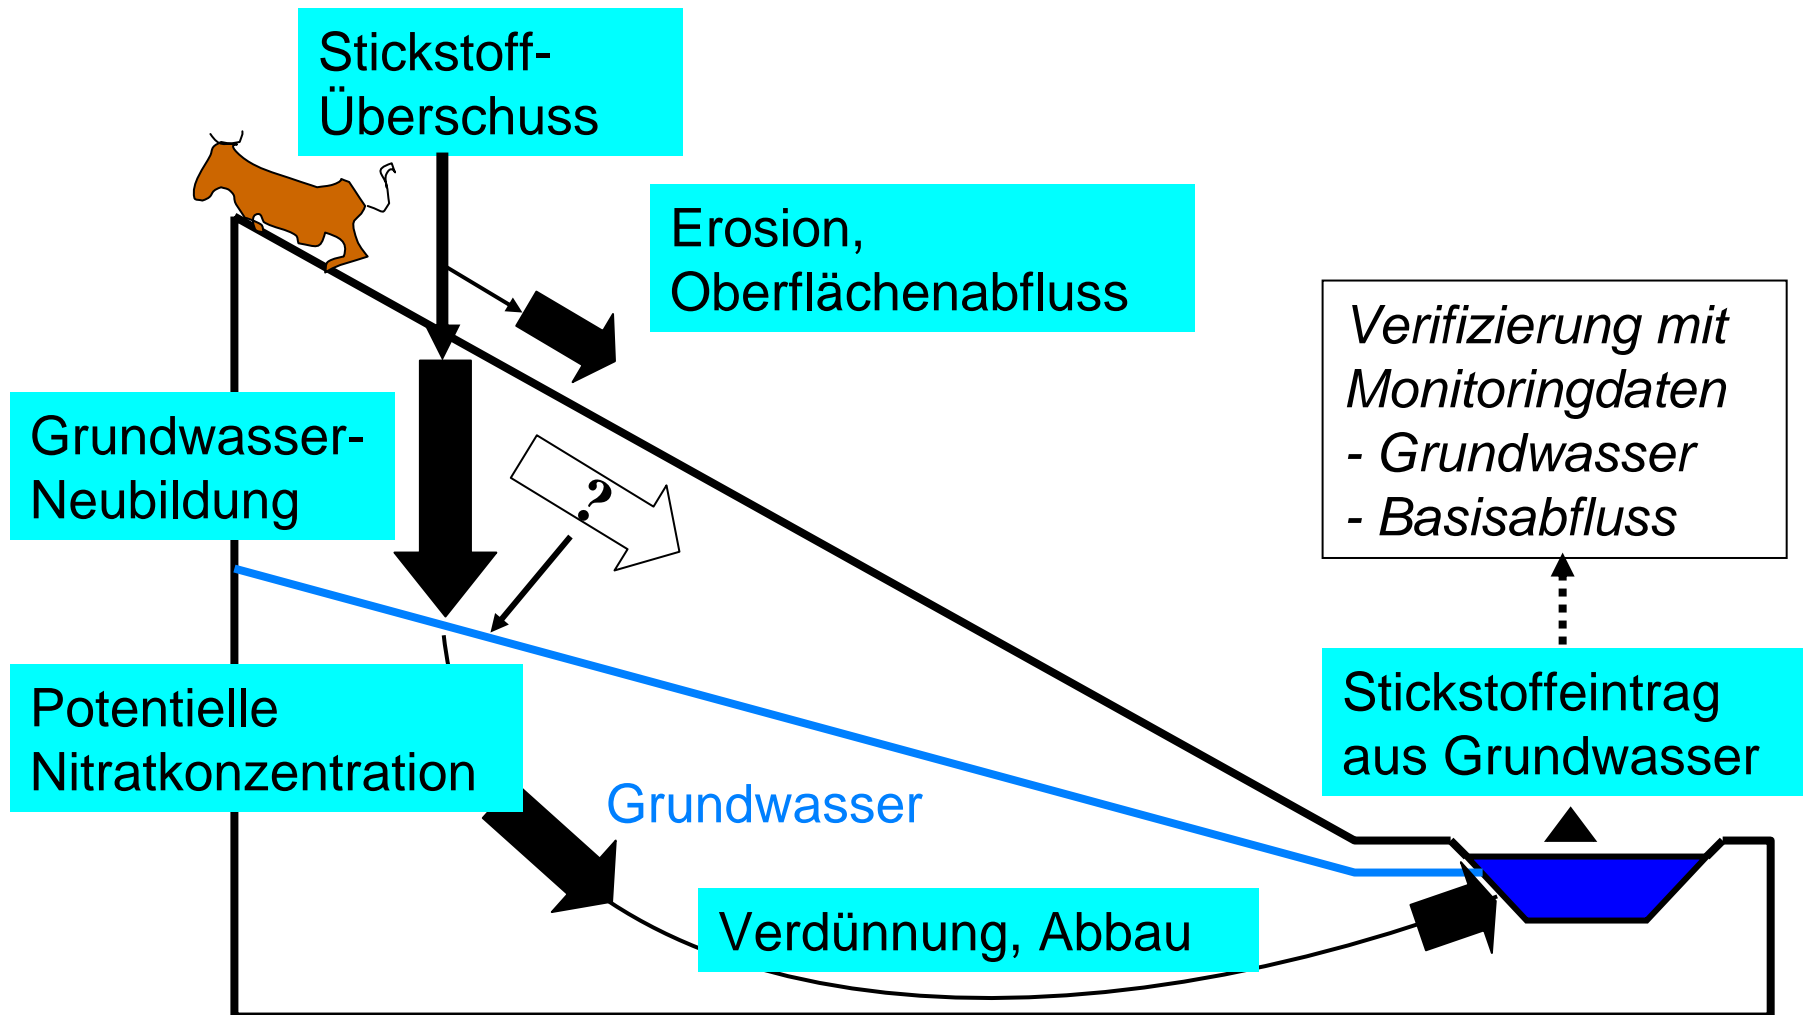 Stickstoff-
Überschuss
Erosion,
Oberflächenabfluss
Verifizierung mit
Monitoringdaten
- Grundwasser
- Basisabfluss
Grundwasser-
Neubildung
?
Potentielle
Nitratkonzentration
Stickstoffeintrag
aus Grundwasser
Grundwasser
Verdünnung, Abbau